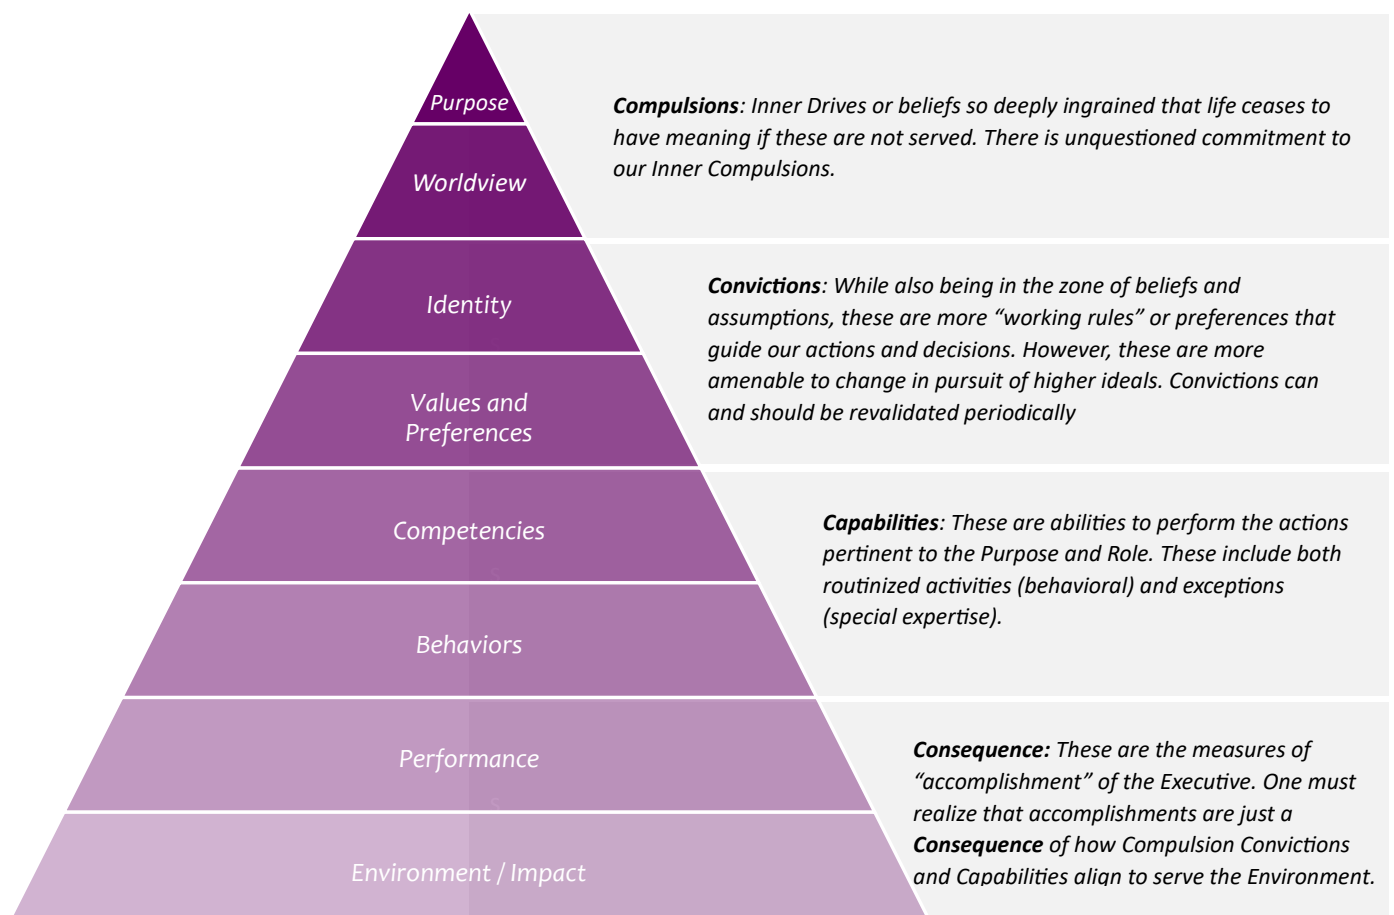 Purpose
Compulsions: Inner Drives or beliefs so deeply ingrained that life ceases to
have meaning if these are not served. There is unquestioned commitment to
our Inner Compulsions.
Worldview
Identity
Convictions: While also being in the zone of beliefs and
assumptions, these are more “working rules” or preferences that
guide our actions and decisions. However, these are more
amenable to change in pursuit of higher ideals. Convictions can
and should be revalidated periodically
Values and
Preferences
Competencies
Capabilities: These are abilities to perform the actions
pertinent to the Purpose and Role. These include both
routinized activities (behavioral) and exceptions
(special expertise).
Behaviors
Performance
Consequence: These are the measures of
“accomplishment” of the Executive. One must
realize that accomplishments are just a
Consequence of how Compulsion Convictions
and Capabilities align to serve the Environment.
Environment / Impact